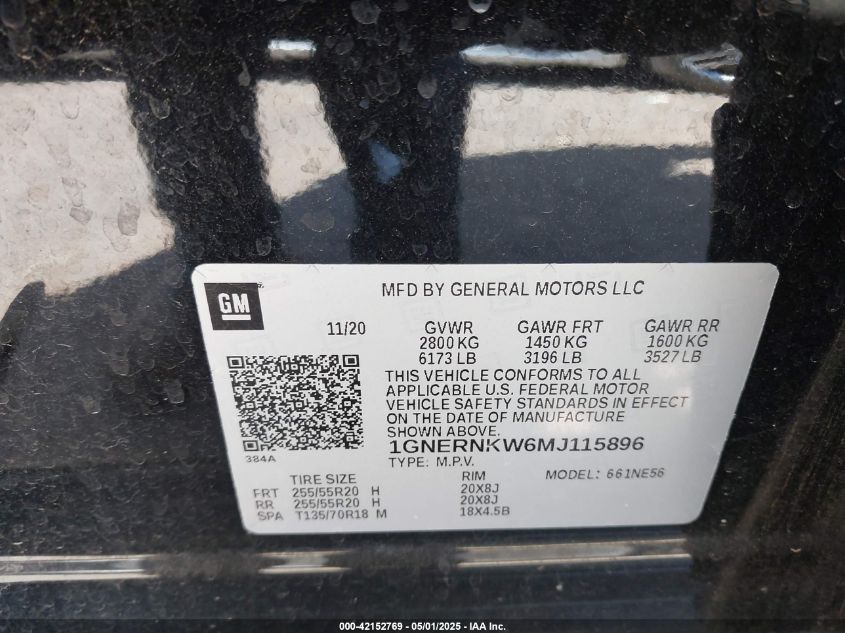 GM
MFD BY GENERAL MOTORS LLC
11/20 GVWR GAWR FRT GAWR RR
2800 KG 1450 KG 1600 KG
6173 LB 3196 LB 3527 LB
THIS VEHICLE CONFORMS TO ALL
APPLICABLE U.S. FEDERAL MOTOR
VEHICLE SAFETY STANDARDS IN EFFECT
ON THE DATE OF MANUFACTURE
SHOWN ABOVE.
384A
1GNERNKW6MJ115896
TYPE: M.P.V. MODEL: 661NE56
TIRE SIZE RIM
FRT 255/55R20 H 20X8J
RR 255/55R20 H 20X8J
SPA T135/70R18 M 18X4.5B
000-42152769 - 05/01/2025 - IAA Inc.